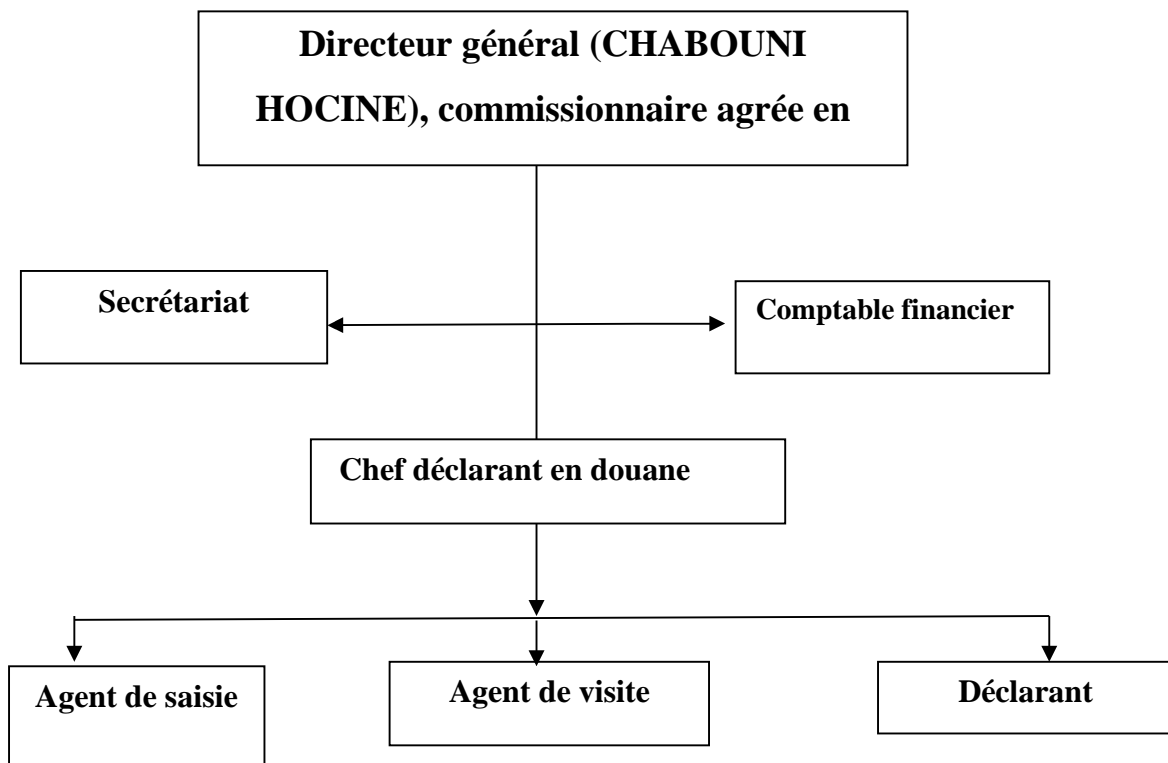 Directeur général (CHABOUNI
HOCINE), commissionnaire agrée en
Secrétariat
Comptable financier
Chef déclarant en douane
Agent de saisie
Agent de visite
Déclarant